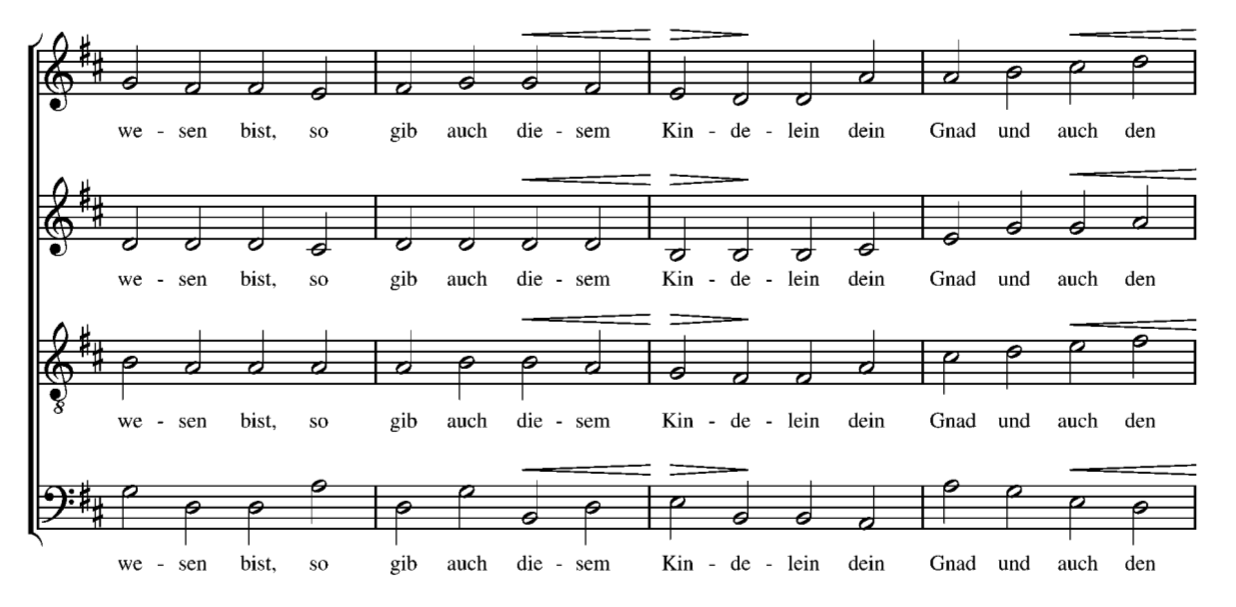 we - sen bist, so gib auch die - sem Kin - de - lein dein Gnad und auch den
we - sen bist, so gib auch die - sem Kin - de - lein dein Gnad und auch den
8
we - sen bist, so gib auch die - sem Kin - de - lein dein Gnad und auch den
we - sen bist, so gib auch die - sem Kin - de - lein dein Gnad und auch den